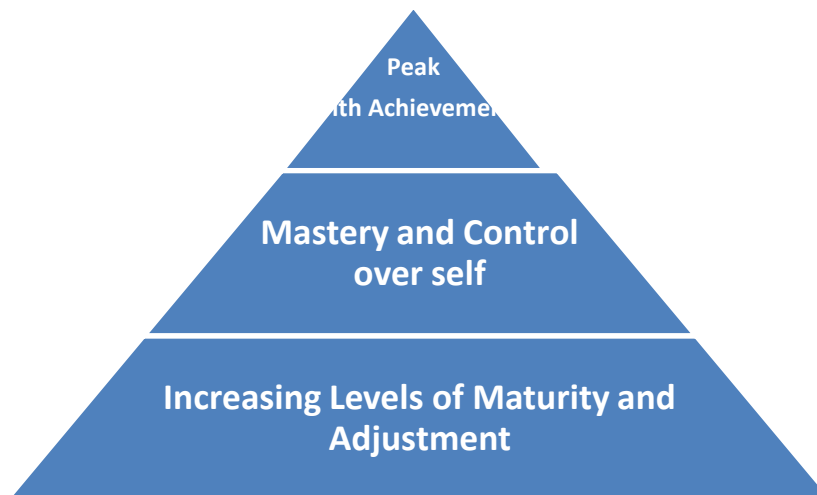 Peak
Mastery and Control
over self
Increasing Levels of Maturity and
Adjustment